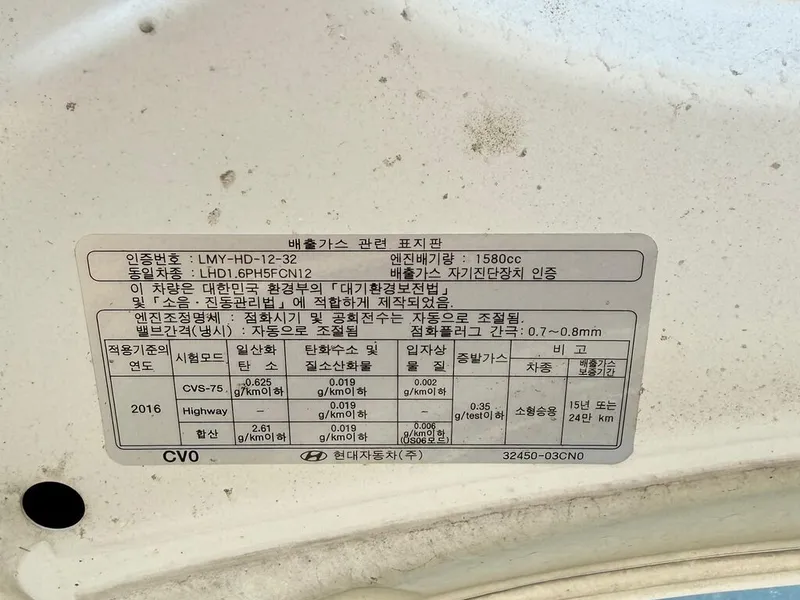 배출가스 관련 표지판
인증번호 : LMY-HD-12-32 엔진배기량 : 1580cc
동일차종 : LHD1.6PH5FCN12 배출가스 자기진단장치 인증
이 차량은 대한민국 환경부의「대기환경보전법」
및「소음·진동관리법」에 적합하게 제작되었음.
엔진조정명세 : 점화시기 및 공회전수는 자동으로 조절됨.
밸브간격(냉시) : 자동으로 조절됨 점화플러그 간극: 0.7~0.8mm
적용기준의 연도 시험모드 일산화 탄소 탄화수소 및 질소산화물 입자상 물질 증발가스 비고
차종 배출가스 보증기간
2016 CVS-75 0.625 g/km이하 0.019 g/km이하 0.002 g/km이하 0.35 g/test이하 소형승용 15년 또는 24만 km
Highway – 0.019 g/km이하 –
합산 2.61 g/km이하 0.019 g/km이하 0.006 g/km이하 (US06모드)
CV0 현대자동차(주) 32450-03CN0